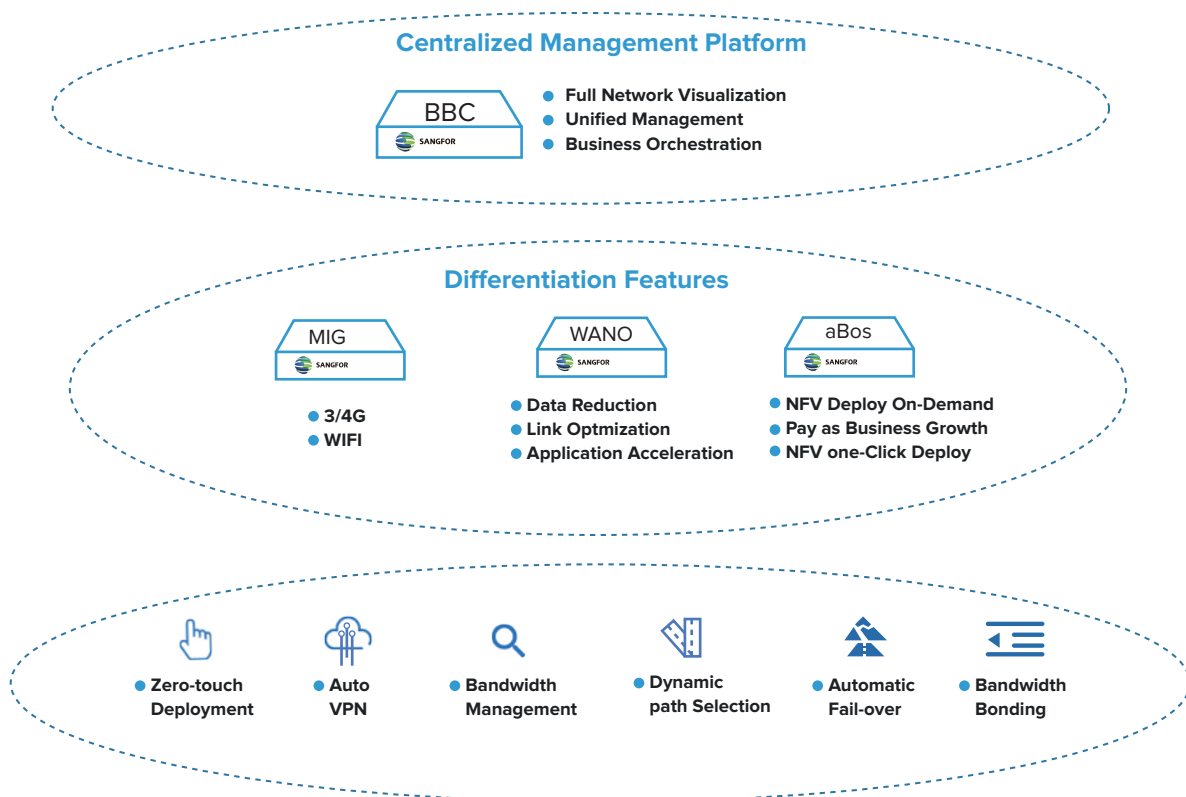 Centralized Management Platform
BBC
SANGFOR
Full Network Visualization
Unified Management
Business Orchestration
Differentiation Features
MIG
SANGFOR
3/4G
WIFI
WANO
SANGFOR
Data Reduction
Link Optmization
Application Acceleration
aBos
SANGFOR
NFV Deploy On-Demand
Pay as Business Growth
NFV one-Click Deploy
Zero-touch
Deployment
Auto
VPN
Bandwidth
Management
Dynamic
path Selection
Automatic
Fail-over
Bandwidth
Bonding